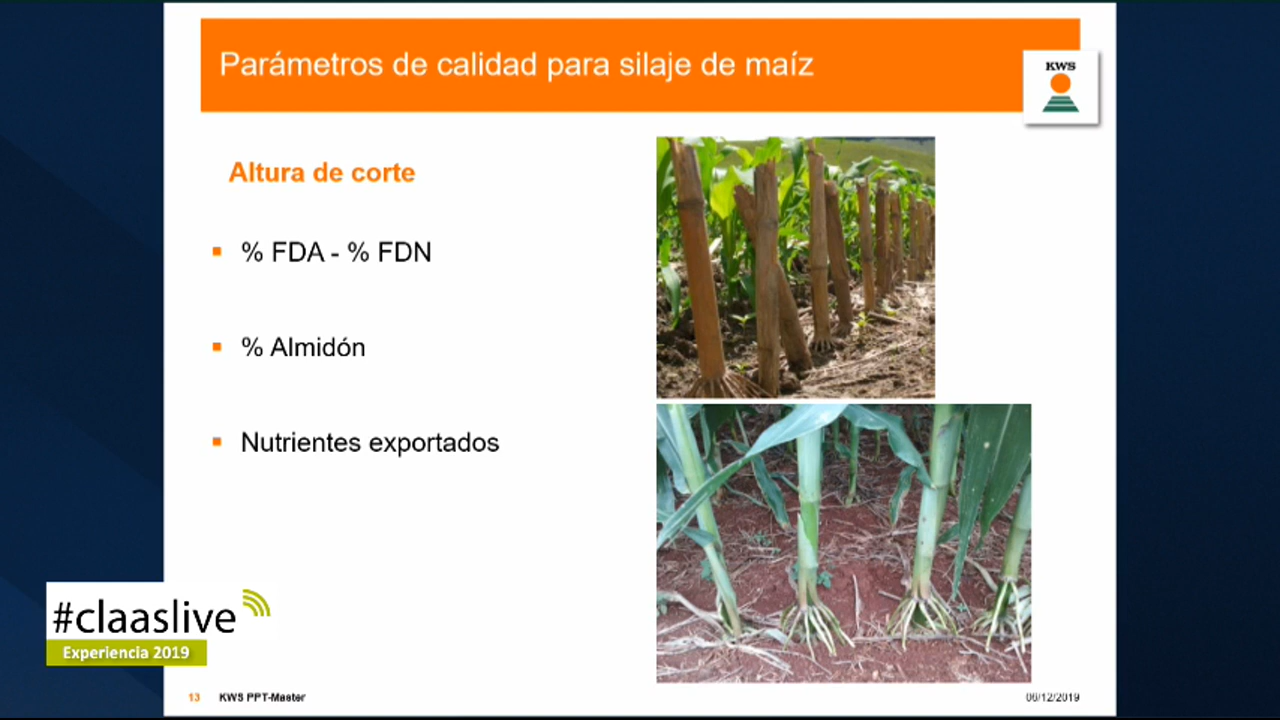 Parámetros de calidad para silaje de maíz
KWS
Altura de corte
% FDA - % FDN
% Almidón
Nutrientes exportados
#claaslive
Experiencia 2019
13 KWS PPT-Master
06/12/2019